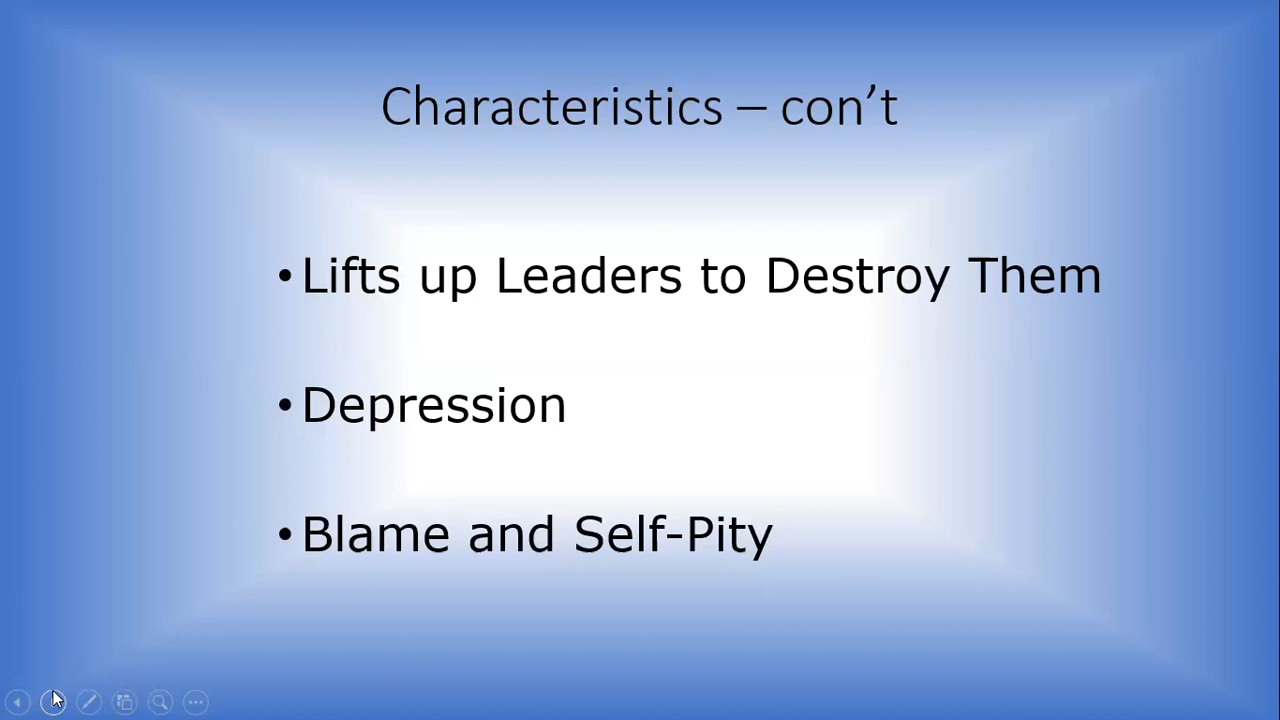 Characteristics – con’t
• Lifts up Leaders to Destroy Them
• Depression
• Blame and Self-Pity